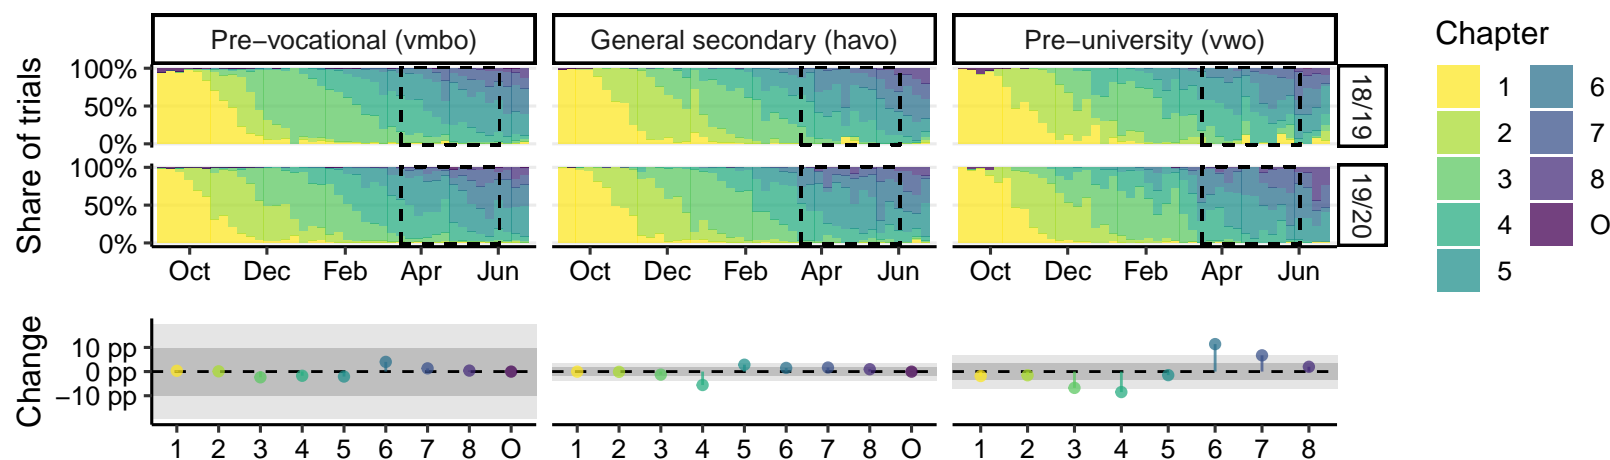 Pre−vocational (vmbo)
General secondary (havo)
Pre−university (vwo)
Share of trials
100%
50%
0%
18/19
100%
50%
0%
19/20
Oct Dec Feb Apr Jun
Oct Dec Feb Apr Jun
Oct Dec Feb Apr Jun
Change
10 pp
0 pp
−10 pp
1 2 3 4 5 6 7 8 O
1 2 3 4 5 6 7 8 O
1 2 3 4 5 6 7 8
Chapter
1
2
3
4
5
6
7
8
O